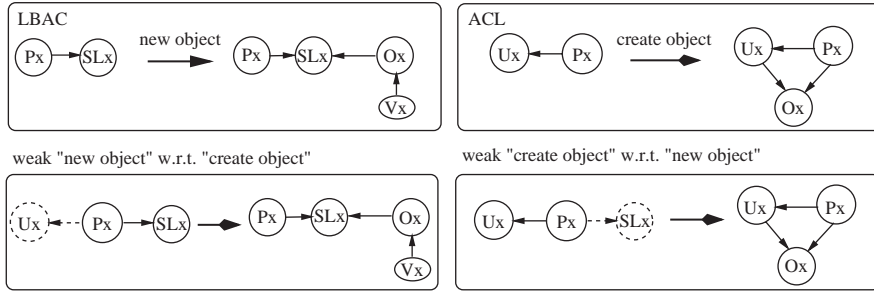 LBAC
Px SLx new object Px SLx Ox
Vx
ACL
Ux Px create object Ux Px
Ox
weak "new object" w.r.t. "create object"
Ux Px SLx Px SLx Ox
Vx
weak "create object" w.r.t. "new object"
Ux Px SLx Ux Px
Ox